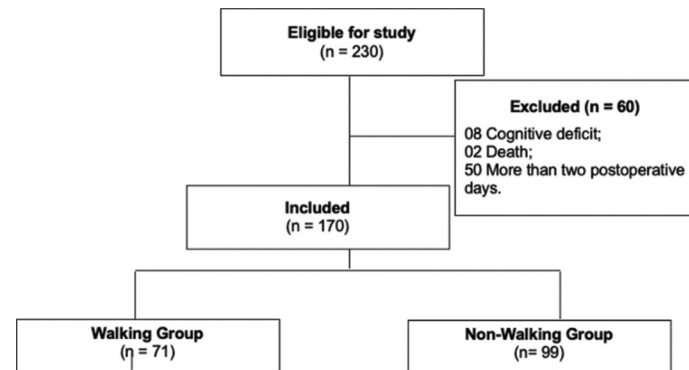 Eligible for study
(n = 230)
Excluded (n = 60)
08 Cognitive deficit;
02 Death;
50 More than two postoperative
days.
Included
(n = 170)
Walking Group
(n = 71)
Non-Walking Group
(n= 99)